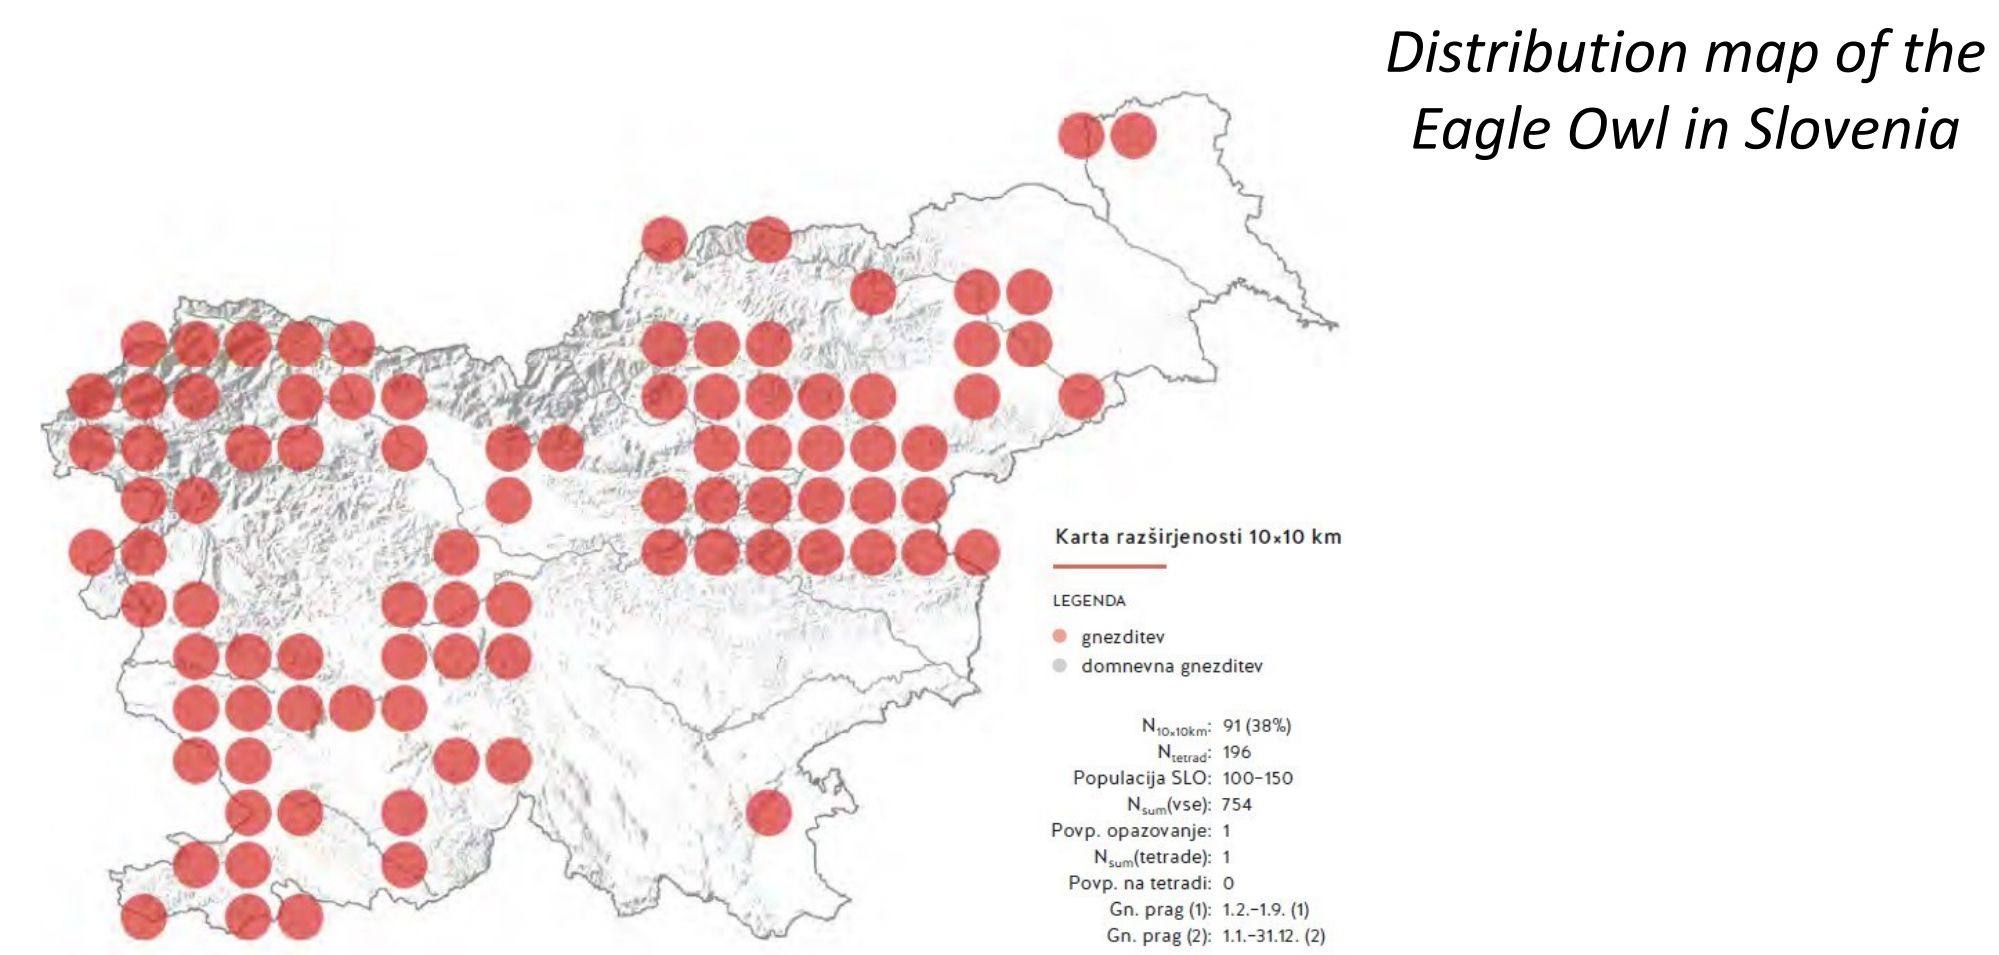 Distribution map of the
Eagle Owl in Slovenia
Karta razširjenosti 10×10 km
LEGENDA
gnezditev
domnevna gnezditev
N10×10km: 91 (38%)
Ntetrad: 196
Populacija SLO: 100–150
Nsum(vse): 754
Povp. opazovanje: 1
Nsum(tetrade): 1
Povp. na tetradi: 0
Gn. prag (1): 1.2.–1.9. (1)
Gn. prag (2): 1.1.–31.12. (2)